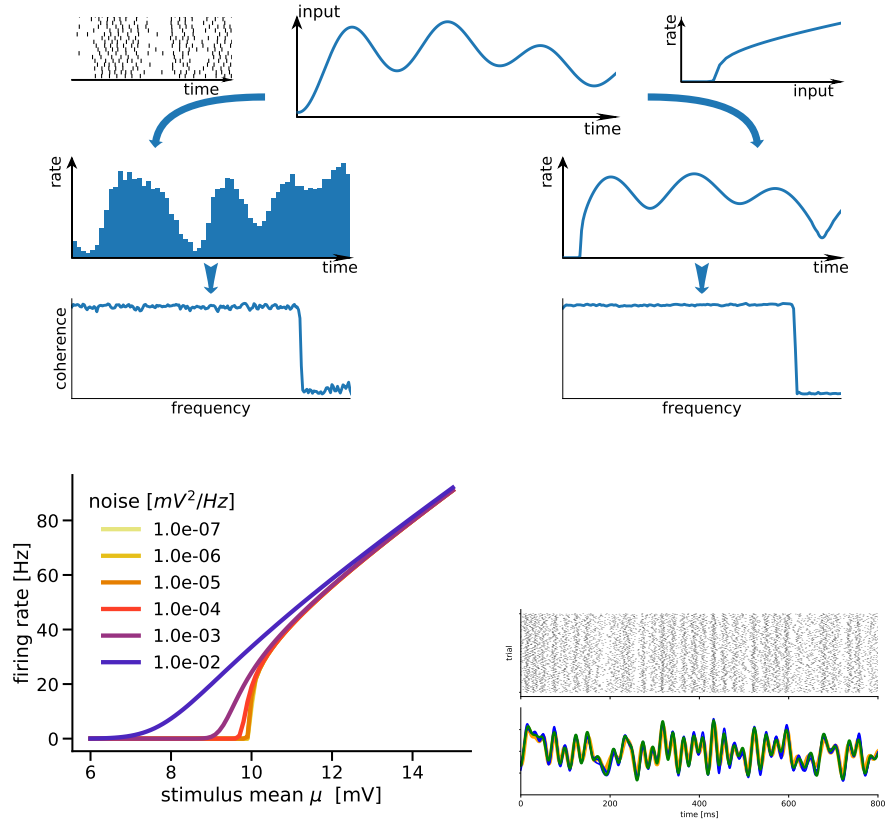 input
rate
time
input
time
rate
time
rate
time
coherence
frequency
frequency
firing rate [Hz]
80
60
40
20
0
noise [mV²/Hz]
1.0e-07
1.0e-06
1.0e-05
1.0e-04
1.0e-03
1.0e-02
6
8
10
12
14
stimulus mean μ [mV]
trial
0
200
400
600
800
time [ms]